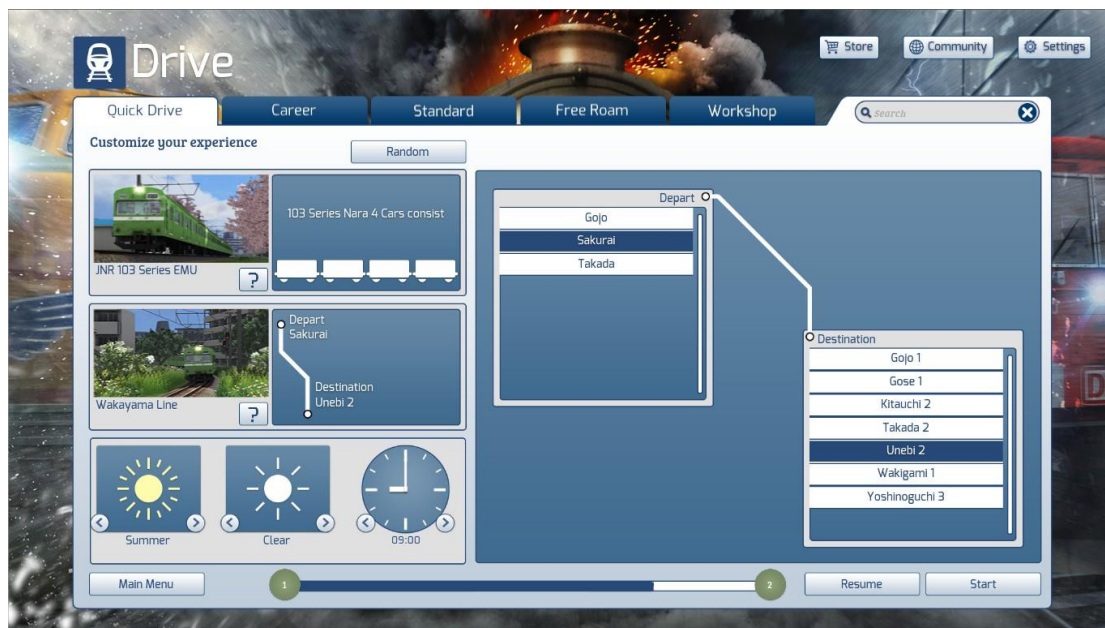 Drive
Store
Community
Settings
Quick Drive
Career
Standard
Free Roam
Workshop
Search
Customize your experience
Random
103 Series Nara 4 Cars consist
JNR 103 Series EMU
?
Depart
Sakurai
Destination
Unebi 2
Wakayama Line
?
Summer
Clear
09:00
Depart
Gojo
Sakurai
Takada
Destination
Gojo 1
Gose 1
Kitauchi 2
Takada 2
Unebi 2
Wakigami 1
Yoshinoguchi 3
Main Menu
1
2
Resume
Start
D